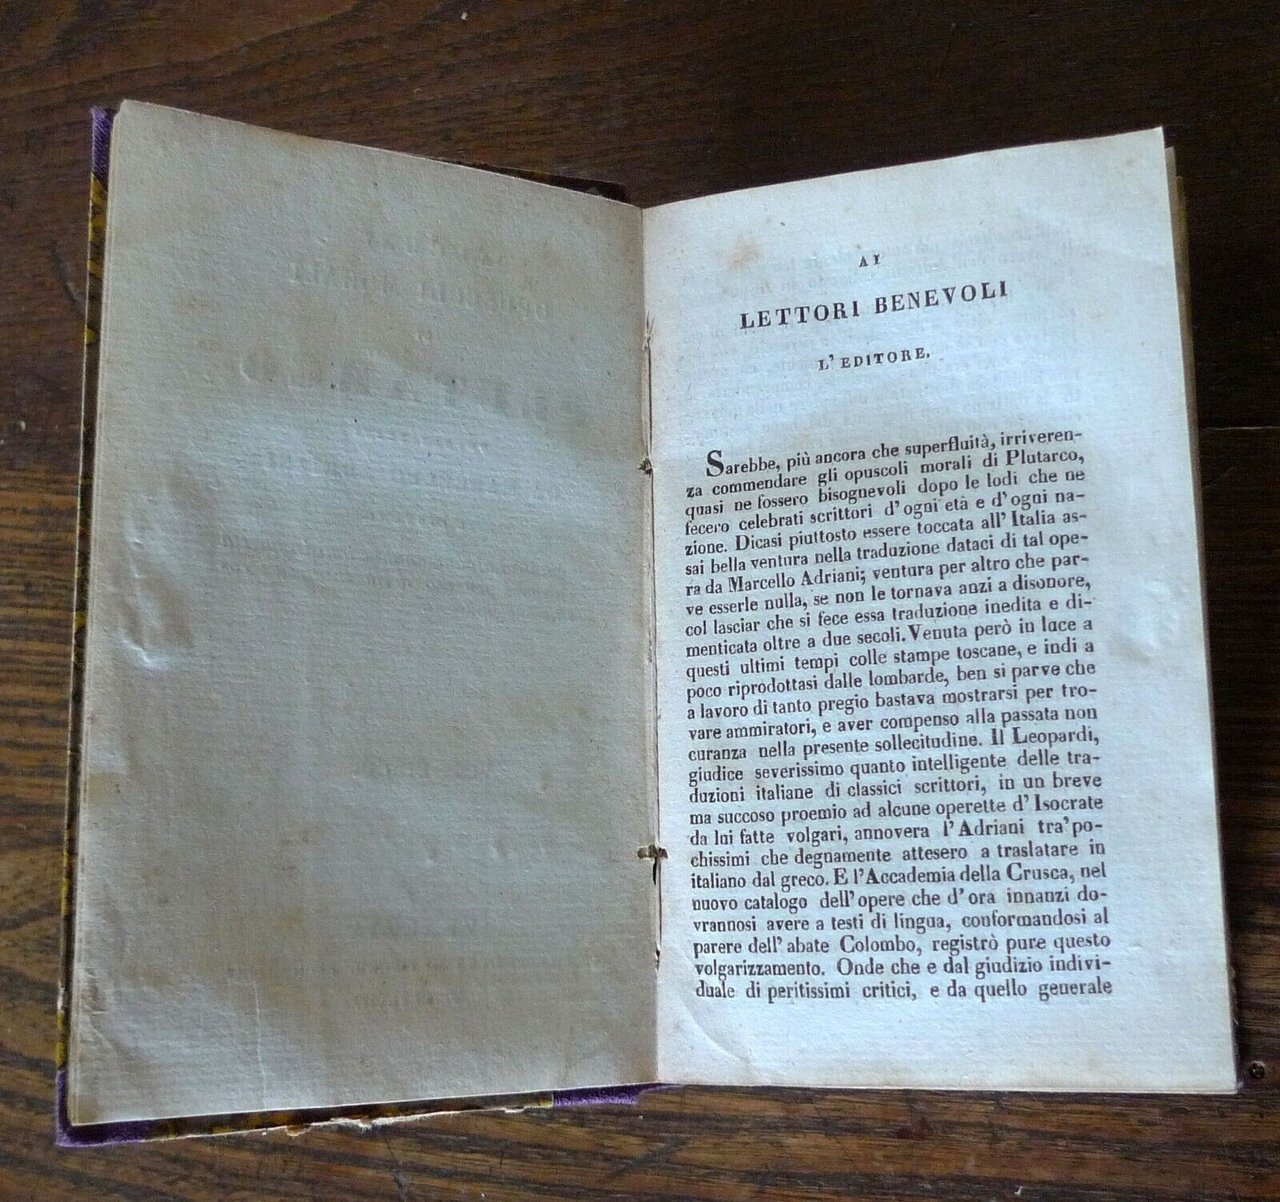 AI
LETTORI BENEVOLI
L' EDITORE.
Sarebbe, più ancora che superfluità, irriveren-
za commendare gli opuscoli morali di Plutarco,
quasi ne fossero bisognevoli dopo le lodi che ne
fecero celebrati scrittori d'ogni età e d'ogni na-
zione. Dicasi piuttosto essere toccata all'Italia as-
sai bella ventura nella traduzione dataci di tal ope-
ra da Marcello Adriani; ventura per altro che par-
ve esserle nulla, se non le tornava anzi a disonore,
col lasciar che si fece essa traduzione inedita e di-
menticata oltre a due secoli. Venuta però in luce a
questi ultimi tempi colle stampe toscane, e indi a
poco riprodottasi dalle lombarde, ben si parve che
a lavoro di tanto pregio bastava mostrarsi per tro-
vare ammiratori, e aver compenso alla passata non
curanza nella presente sollecitudine. Il Leopardi,
giudice severissimo quanto intelligente delle tra-
duzioni italiane di classici scrittori, in un breve
ma succoso proemio ad alcune operette d'Isocrate
da lui fatte volgari, annovera l'Adriani tra' po-
chissimi che degnamente attesero a traslatare in
italiano dal greco. E l'Accademia della Crusca, nel
nuovo catalogo dell'opere che d'ora innanzi do-
vrannosi avere a testi di lingua, conformandosi al
parere dell'abate Colombo, registrò pure questo
volgarizzamento. Onde che e dal giudizio indivi-
duale di peritissimi critici, e da quello generale